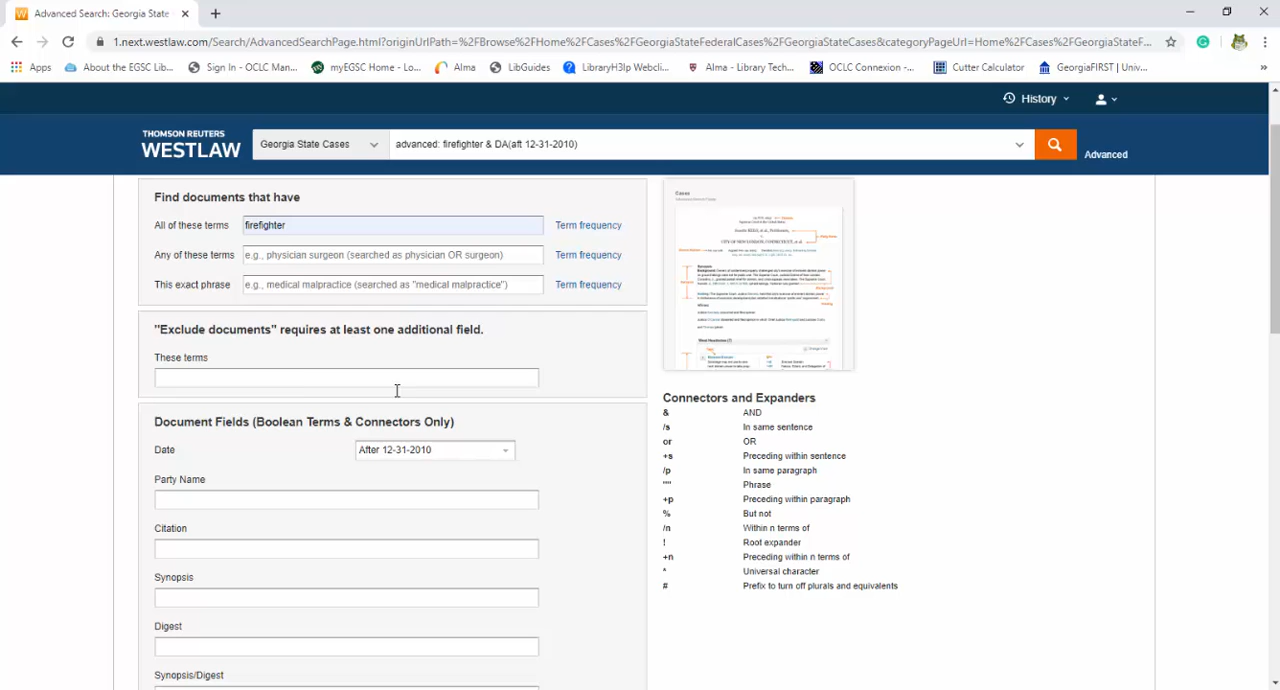 Advanced Search: Georgia State
1.next.westlaw.com/Search/AdvancedSearchPage.html?originUrlPath=%2FBrowse%2FHome%2FCases%2FGeorgiaStateFederalCases%2FGeorgiaStateCases&categoryPageUrl=Home%2FCases%2FGeorgiaStateF...
Apps About the EGSC Lib... Sign In - OCLC Man... myEGSC Home - Lo... Alma LibGuides LibraryH3lp Webcli... Alma - Library Tech... OCLC Connexion -... Cutter Calculator GeorgiaFIRST | Univ... »
History
THOMSON REUTERS
WESTLAW
Georgia State Cases
advanced: firefighter & DA(aft 12-31-2010)
Advanced
Find documents that have
All of these terms firefighter Term frequency
Any of these terms e.g., physician surgeon (searched as physician OR surgeon) Term frequency
This exact phrase e.g., medical malpractice (searched as "medical malpractice") Term frequency
"Exclude documents" requires at least one additional field.
These terms
Document Fields (Boolean Terms & Connectors Only)
Date After 12-31-2010
Party Name
Citation
Synopsis
Digest
Synopsis/Digest
Cases
CITY OF NEW LONDON, CONNECTICUT, et al.
Connectors and Expanders
& AND
/s In same sentence
or OR
+s Preceding within sentence
/p In same paragraph
"" Phrase
+p Preceding within paragraph
% But not
/n Within n terms of
! Root expander
+n Preceding within n terms of
* Universal character
# Prefix to turn off plurals and equivalents